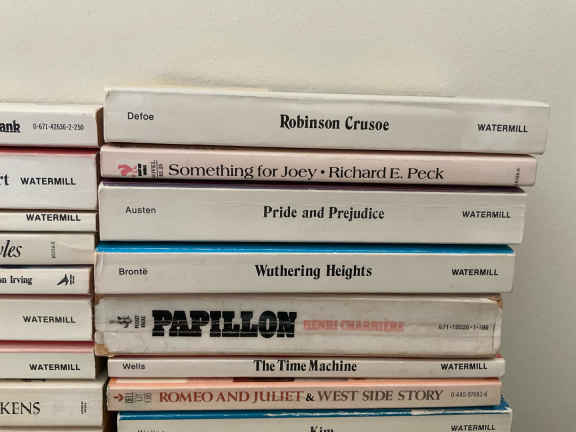 ank 0-671-42636-2-250
rt WATERMILL
WATERMILL
yles
on Irving
WATERMILL
WATERMILL
KENS
Defoe Robinson Crusoe WATERMILL
Something for Joey • Richard E. Peck
Austen Pride and Prejudice WATERMILL
Brontë Wuthering Heights WATERMILL
PAPILLON HENRI CHARRIÈRE
Wells The Time Machine WATERMILL
ROMEO AND JULIET & WEST SIDE STORY
Kim WATERMILL